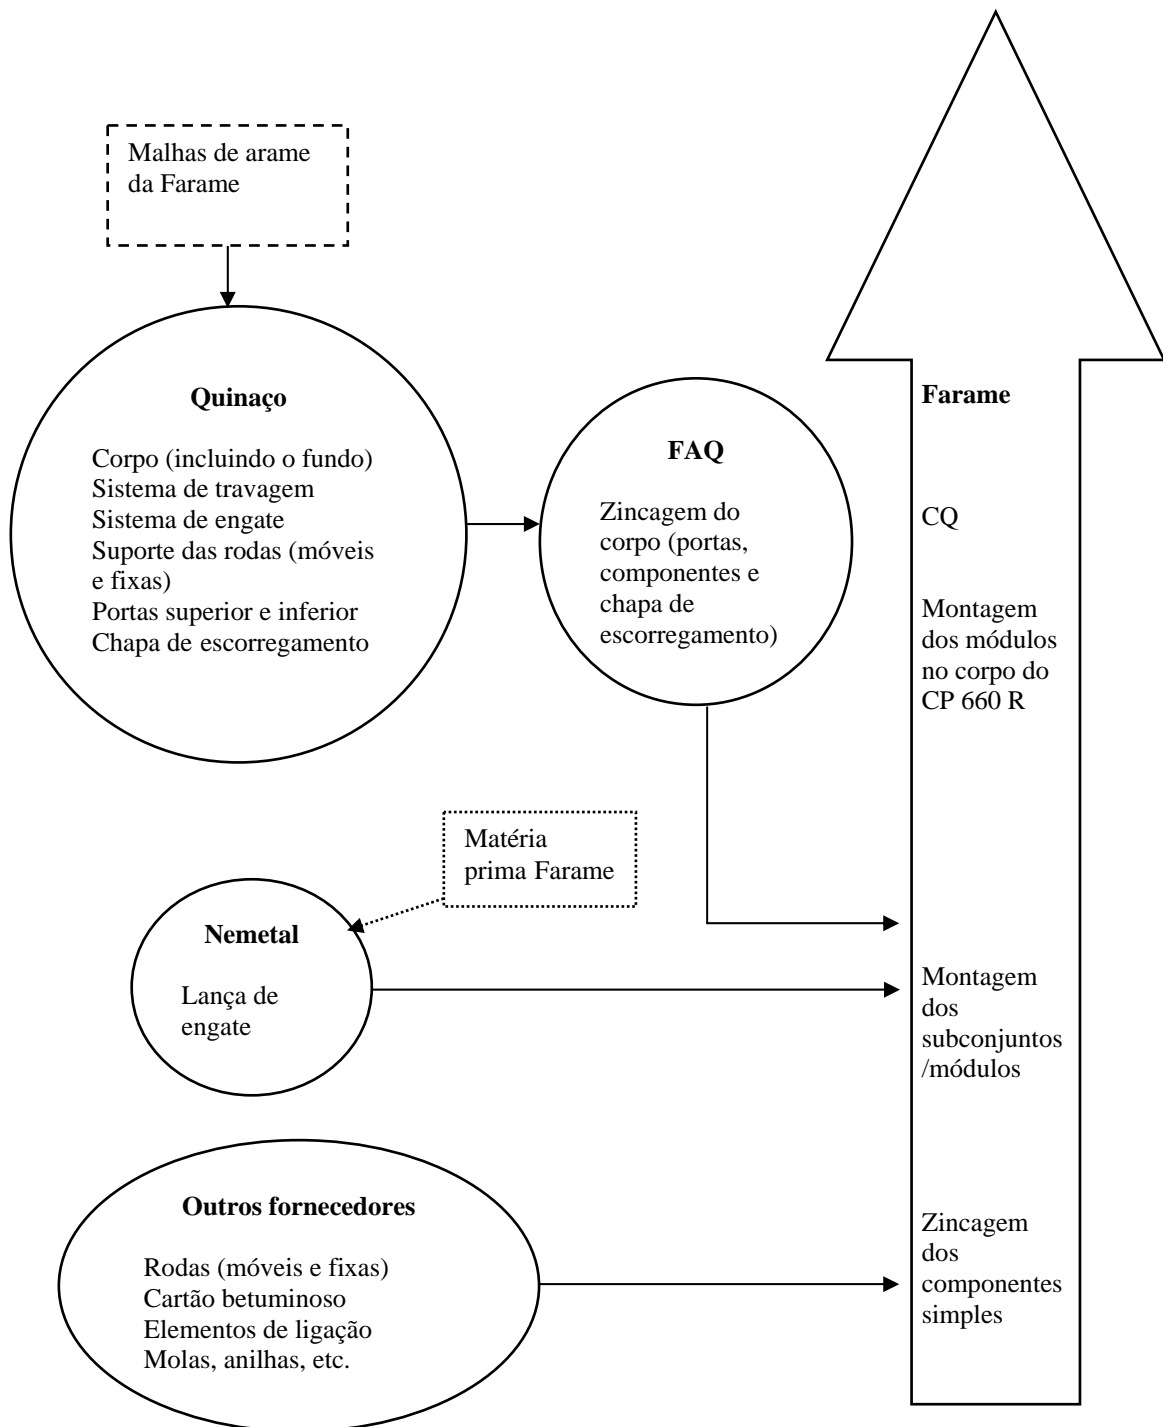 Malhas de arame
da Farame
Quinaço
Corpo (incluindo o fundo)
Sistema de travagem
Sistema de engate
Suporte das rodas (móveis
e fixas)
Portas superior e inferior
Chapa de escorregamento
FAQ
Zincagem do
corpo (portas,
componentes e
chapa de
escorregamento)
Farame
CQ
Montagem
dos módulos
no corpo do
CP 660 R
Matéria
prima Farame
Nemetal
Lança de
engate
Montagem
dos
subconjuntos
/módulos
Outros fornecedores
Rodas (móveis e fixas)
Cartão betuminoso
Elementos de ligação
Molas, anilhas, etc.
Zincagem
dos
componentes
simples